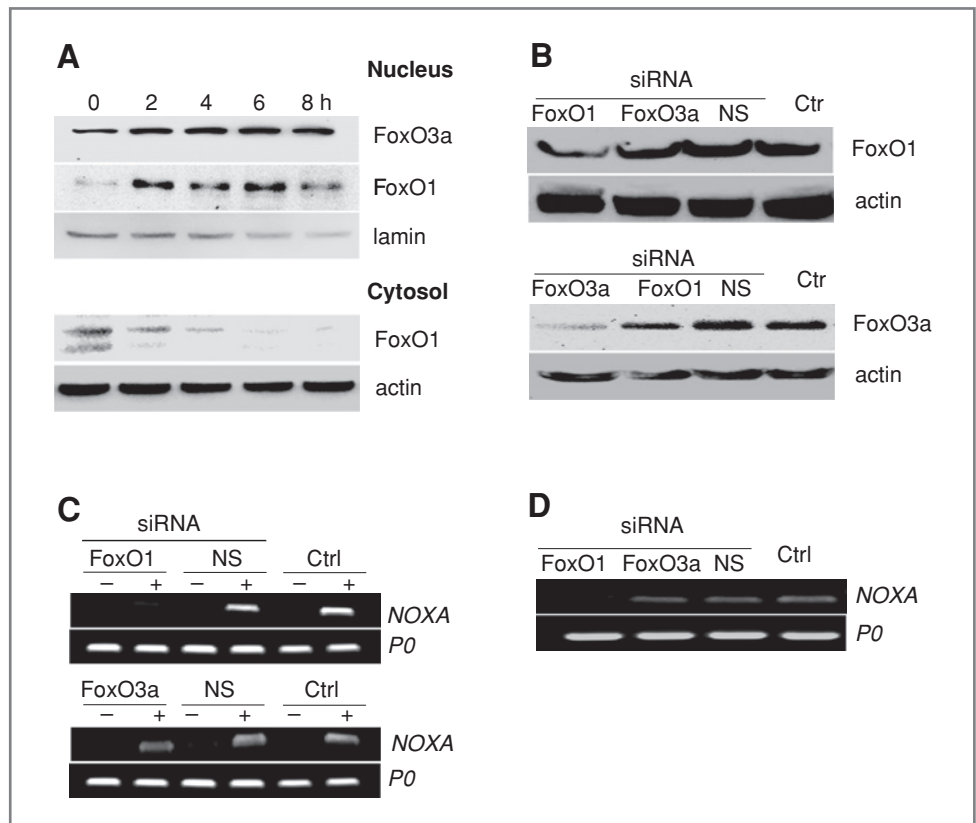 A
Nucleus
0 2 4 6 8 h
FoxO3a
FoxO1
lamin
Cytosol
FoxO1
actin
B
siRNA
FoxO1 FoxO3a NS Ctr
FoxO1
actin
siRNA
FoxO3a FoxO1 NS Ctr
FoxO3a
actin
C
siRNA
FoxO1 NS Ctrl
– + – + – +
NOXA
P0
FoxO3a NS Ctrl
– + – + – +
NOXA
P0
D
siRNA
FoxO1 FoxO3a NS Ctrl
NOXA
P0